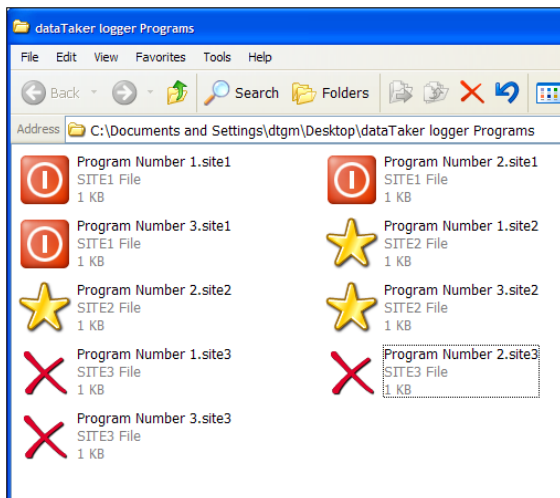 dataTaker logger Programs
File Edit View Favorites Tools Help
Back Search Folders
Address C:\Documents and Settings\dtgm\Desktop\dataTaker logger Programs
Program Number 1.site1
SITE1 File
1 KB
Program Number 2.site1
SITE1 File
1 KB
Program Number 3.site1
SITE1 File
1 KB
Program Number 1.site2
SITE2 File
1 KB
Program Number 2.site2
SITE2 File
1 KB
Program Number 3.site2
SITE2 File
1 KB
Program Number 1.site3
SITE3 File
1 KB
Program Number 2.site3
SITE3 File
1 KB
Program Number 3.site3
SITE3 File
1 KB